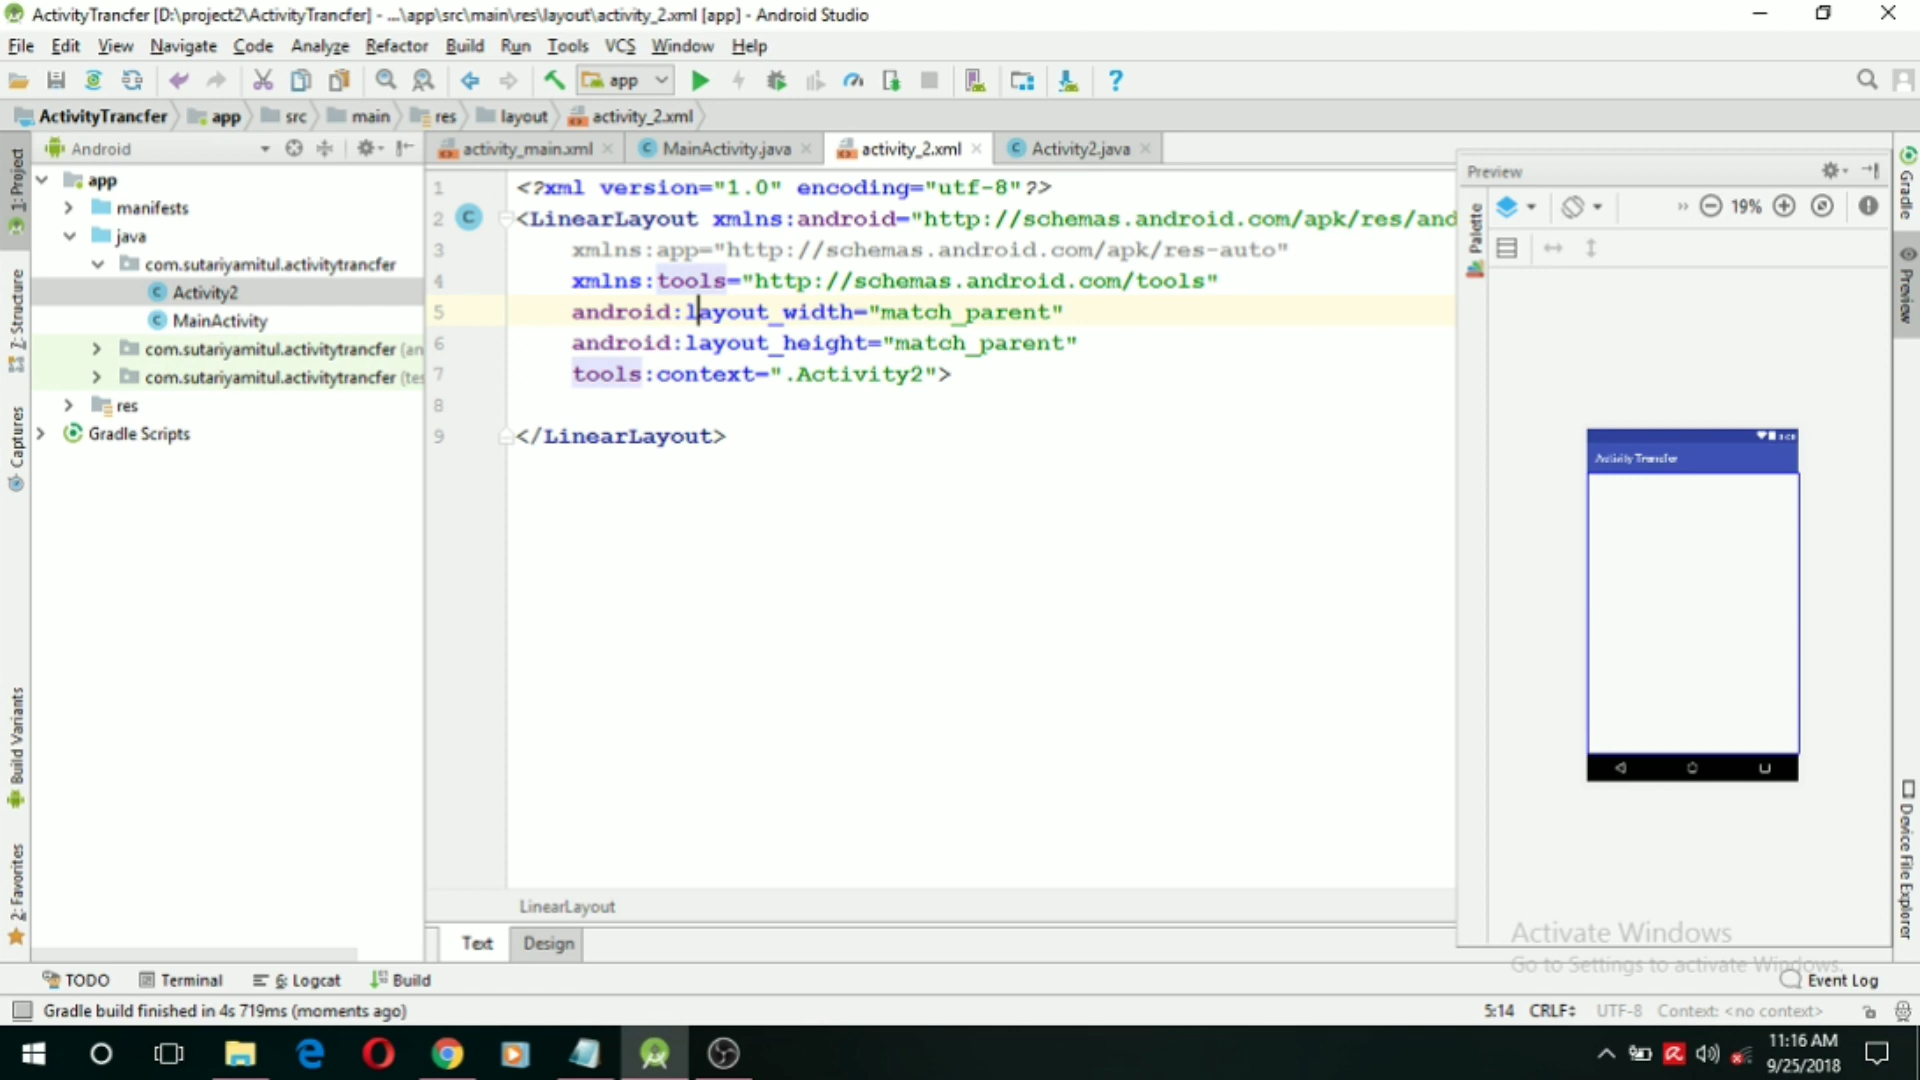 ActivityTrancfer [D:\project2\ActivityTrancfer] - ...\app\src\main\res\layout\activity_2.xml [app] - Android Studio
File Edit View Navigate Code Analyze Refactor Build Run Tools VCS Window Help
app
19%
ActivityTrancfer app src main res layout activity_2.xml
Android
activity_main.xml MainActivity.java activity_2.xml Activity2.java
Preview
1: Project
7: Structure
Captures
Build Variants
2: Favorites
app
manifests
java
com.sutariyamitul.activitytrancfer
Activity2
MainActivity
com.sutariyamitul.activitytrancfer (an
com.sutariyamitul.activitytrancfer (tes
res
Gradle Scripts
1 <?xml version="1.0" encoding="utf-8"?>
2 <LinearLayout xmlns:android="http://schemas.android.com/apk/res/and
3 xmlns:app="http://schemas.android.com/apk/res-auto"
4 xmlns:tools="http://schemas.android.com/tools"
5 android:layout_width="match_parent"
6 android:layout_height="match_parent"
7 tools:context=".Activity2">
8
9 </LinearLayout>
LinearLayout
Text Design
Palette
Gradle
Preview
Device File Explorer
Activate Windows
Go to Settings to activate Windows.
TODO Terminal 6: Logcat Build Event Log
Gradle build finished in 4s 719ms (moments ago) 5:14 CRLF UTF-8 Context: <no context>
11:16 AM
9/25/2018